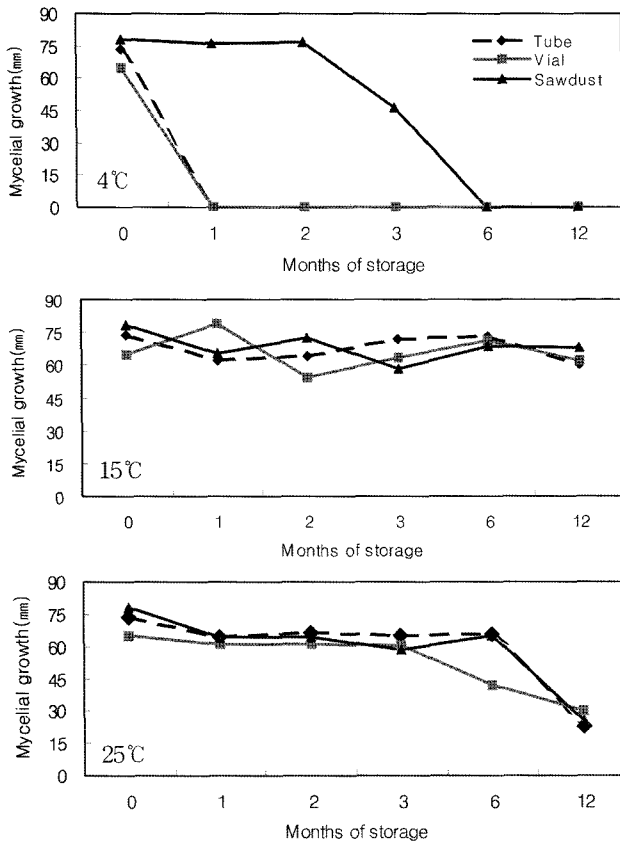 90
75
60
45
30
15
0
Mycelial growth(㎜)
Tube
Vial
Sawdust
4℃
0 1 2 3 6 12
Months of storage
90
75
60
45
30
15
0
Mycelial growth(㎜)
15℃
0 1 2 3 6 12
Months of storage
90
75
60
45
30
15
0
Mycelial growth(㎜)
25℃
0 1 2 3 6 12
Months of storage